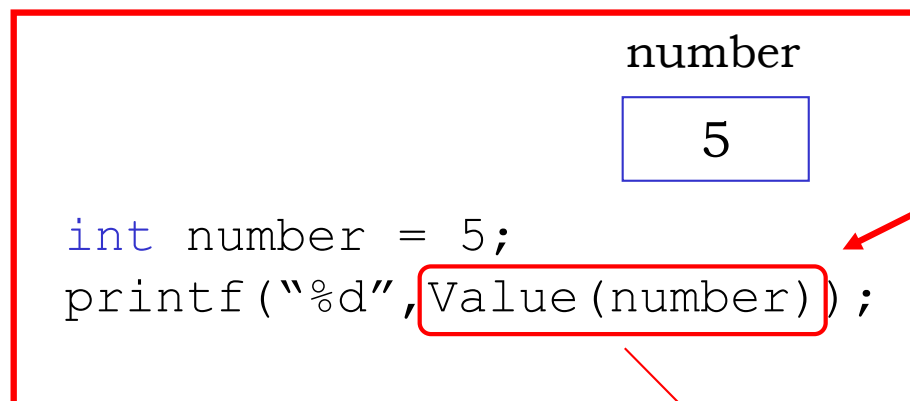 number
5
int number = 5;
printf(“%d”,Value(number));